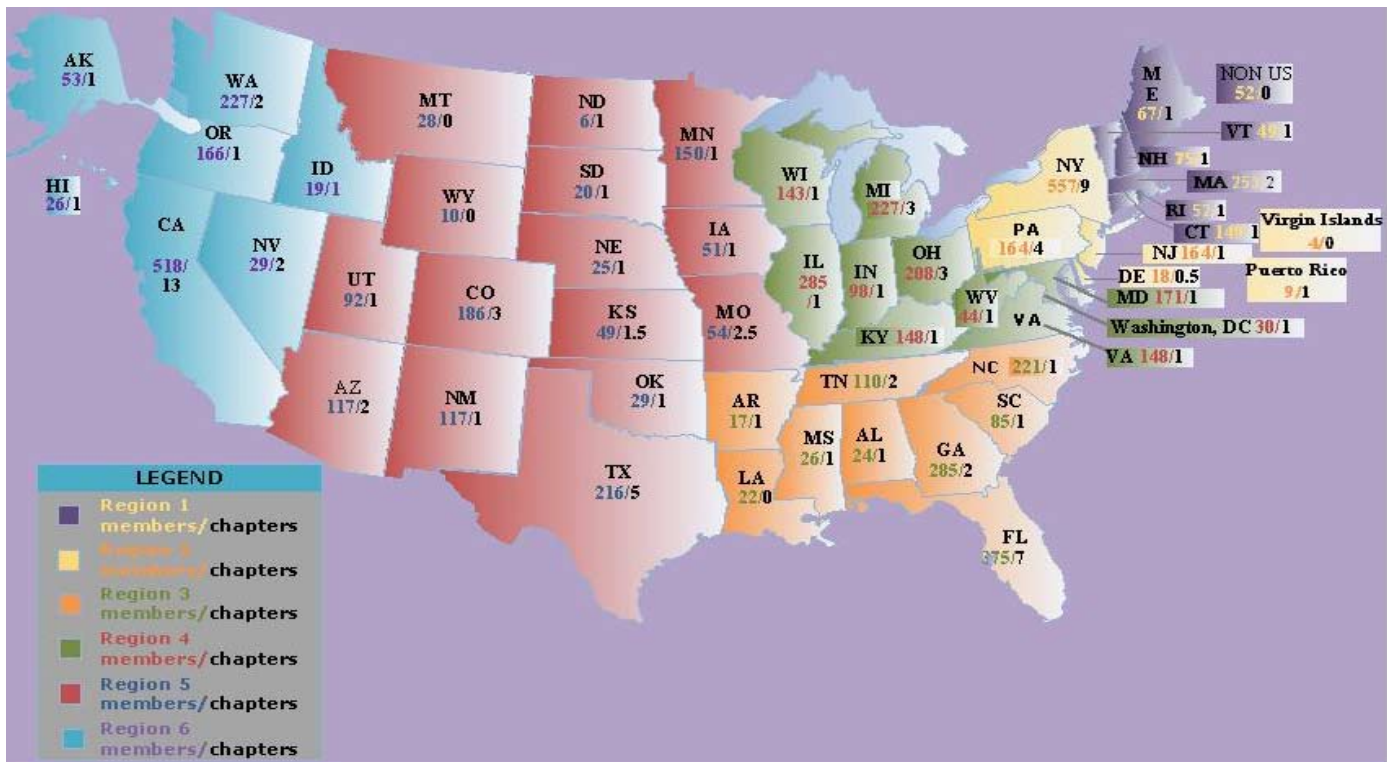 AK
53/1
WA
227/2
OR
166/1
ID
19/1
HI
26/1
CA
518/
13
NV
29/2
MT
28/0
ND
6/1
MN
150/1
SD
20/1
WY
10/0
NE
25/1
IA
51/1
UT
92/1
CO
186/3
KS
49/1.5
MO
54/2.5
AZ
117/2
NM
117/1
OK
29/1
TX
216/5
WI
143/1
MI
227/3
IL
285
/1
IN
98/1
OH
208/3
WV
44/1
VA
KY 148/1
TN 110/2
NC 221/1
AR
17/1
SC
85/1
MS
26/1
AL
24/1
GA
285/2
LA
22/0
FL
375/7
NY
557/9
PA
164/4
M
E
67/1
NON US
52/0
VT 49 1
NH 1
MA 2
RI 1
CT 149 1
Virgin Islands
4/0
NJ 164/1
DE 18/0.5
Puerto Rico
9/1
MD 171/1
Washington, DC 30/1
VA 148/1
LEGEND
Region 1
members/chapters
Region 2
members/chapters
Region 3
members/chapters
Region 4
members/chapters
Region 5
members/chapters
Region 6
members/chapters